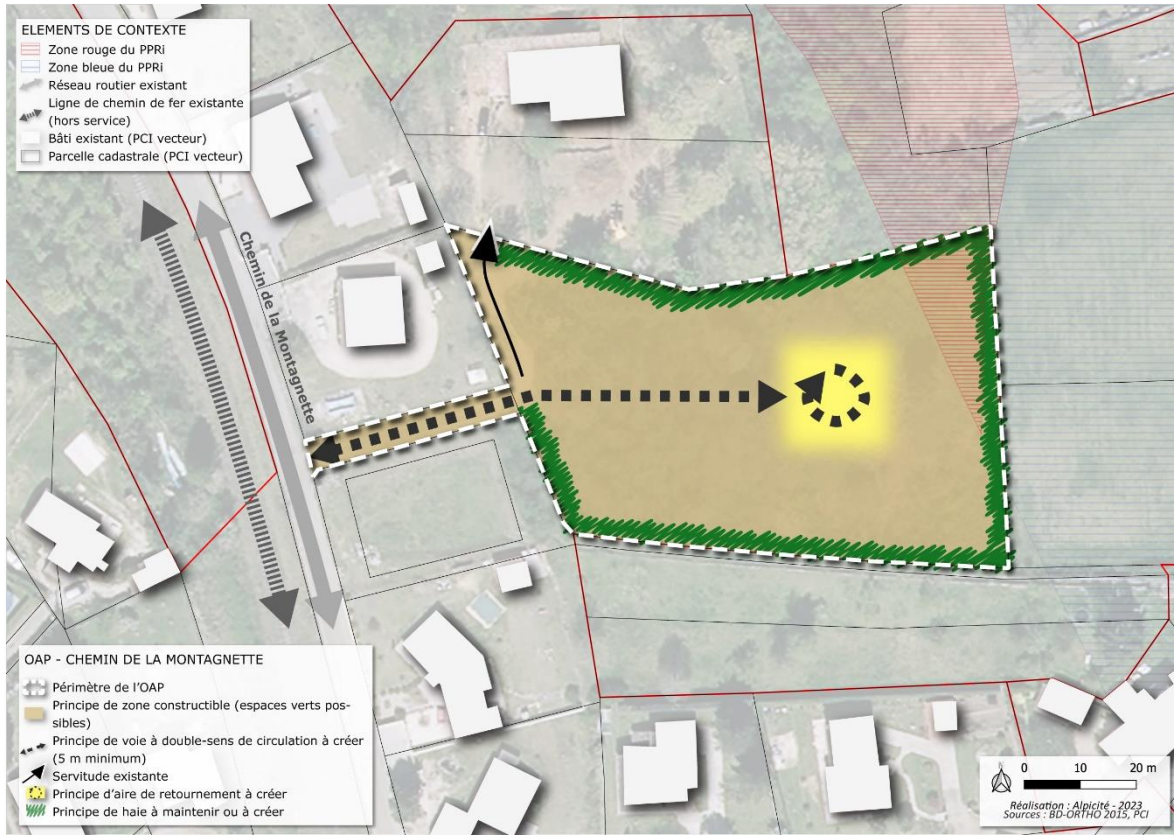 ELEMENTS DE CONTEXTE
Zone rouge du PPRi
Zone bleue du PPRi
Réseau routier existant
Ligne de chemin de fer existante
(hors service)
Bâti existant (PCI vecteur)
Parcelle cadastrale (PCI vecteur)
Chemin de la Montagnette
OAP - CHEMIN DE LA MONTAGNETTE
Périmètre de l'OAP
Principe de zone constructible (espaces verts pos-
sibles)
Principe de voie à double-sens de circulation à créer
(5 m minimum)
Servitude existante
Principe d'aire de retournement à créer
Principe de haie à maintenir ou à créer
0 10 20 m
Réalisation : Alpicité - 2023
Sources : BD-ORTHO 2015, PCI